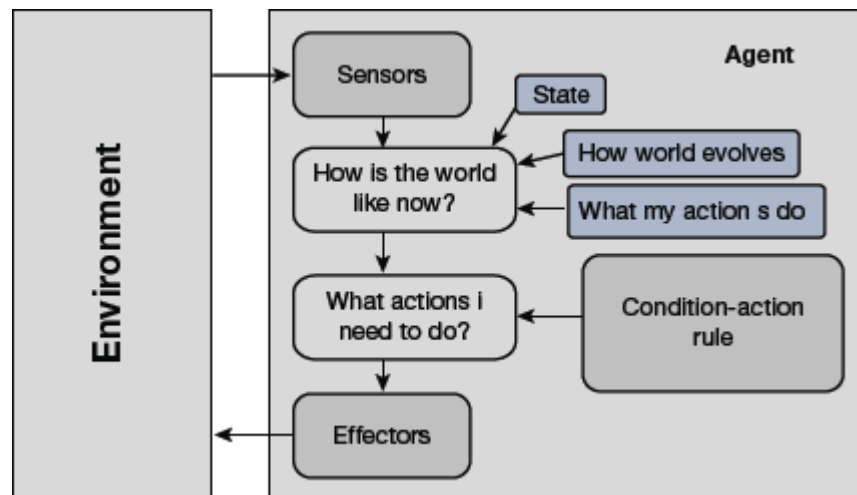 Environment
Agent
Sensors
State
How is the world
like now?
How world evolves
What my action s do
What actions i
need to do?
Condition-action
rule
Effectors